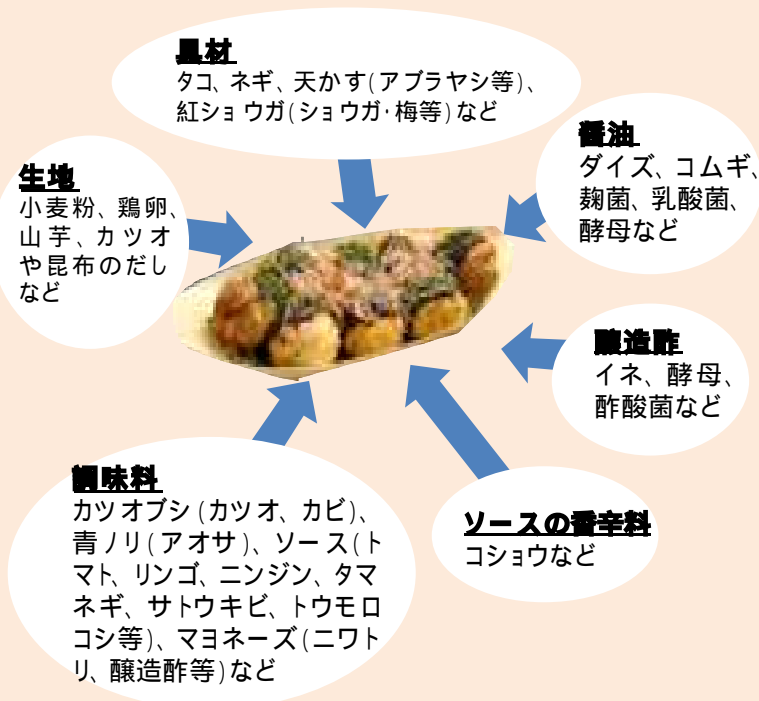 具材
タコ、ネギ、天かす(アブラヤシ等)、
紅ショウガ(ショウガ・梅等)など
醤油
ダイズ、コムギ、
麹菌、乳酸菌、
酵母など
生地
小麦粉、鶏卵、
山芋、カツオ
や昆布のだし
など
醸造酢
イネ、酵母、
酢酸菌など
調味料
カツオブシ(カツオ、カビ)、
青ノリ(アオサ)、ソース(ト
マト、リンゴ、ニンジン、タマ
ネギ、サトウキビ、トウモロ
コシ等)、マヨネーズ(ニワト
リ、醸造酢等)など
ソースの香辛料
コショウなど